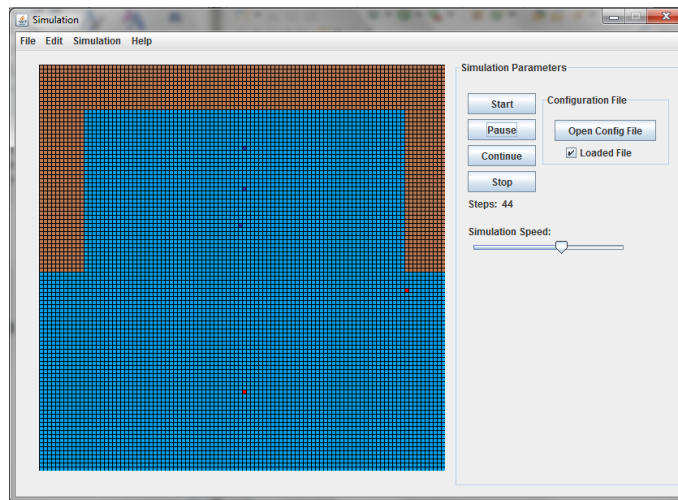 Simulation
File Edit Simulation Help
Simulation Parameters
Start
Configuration File
Pause
Open Config File
Continue
Loaded File
Stop
Steps: 44
Simulation Speed: